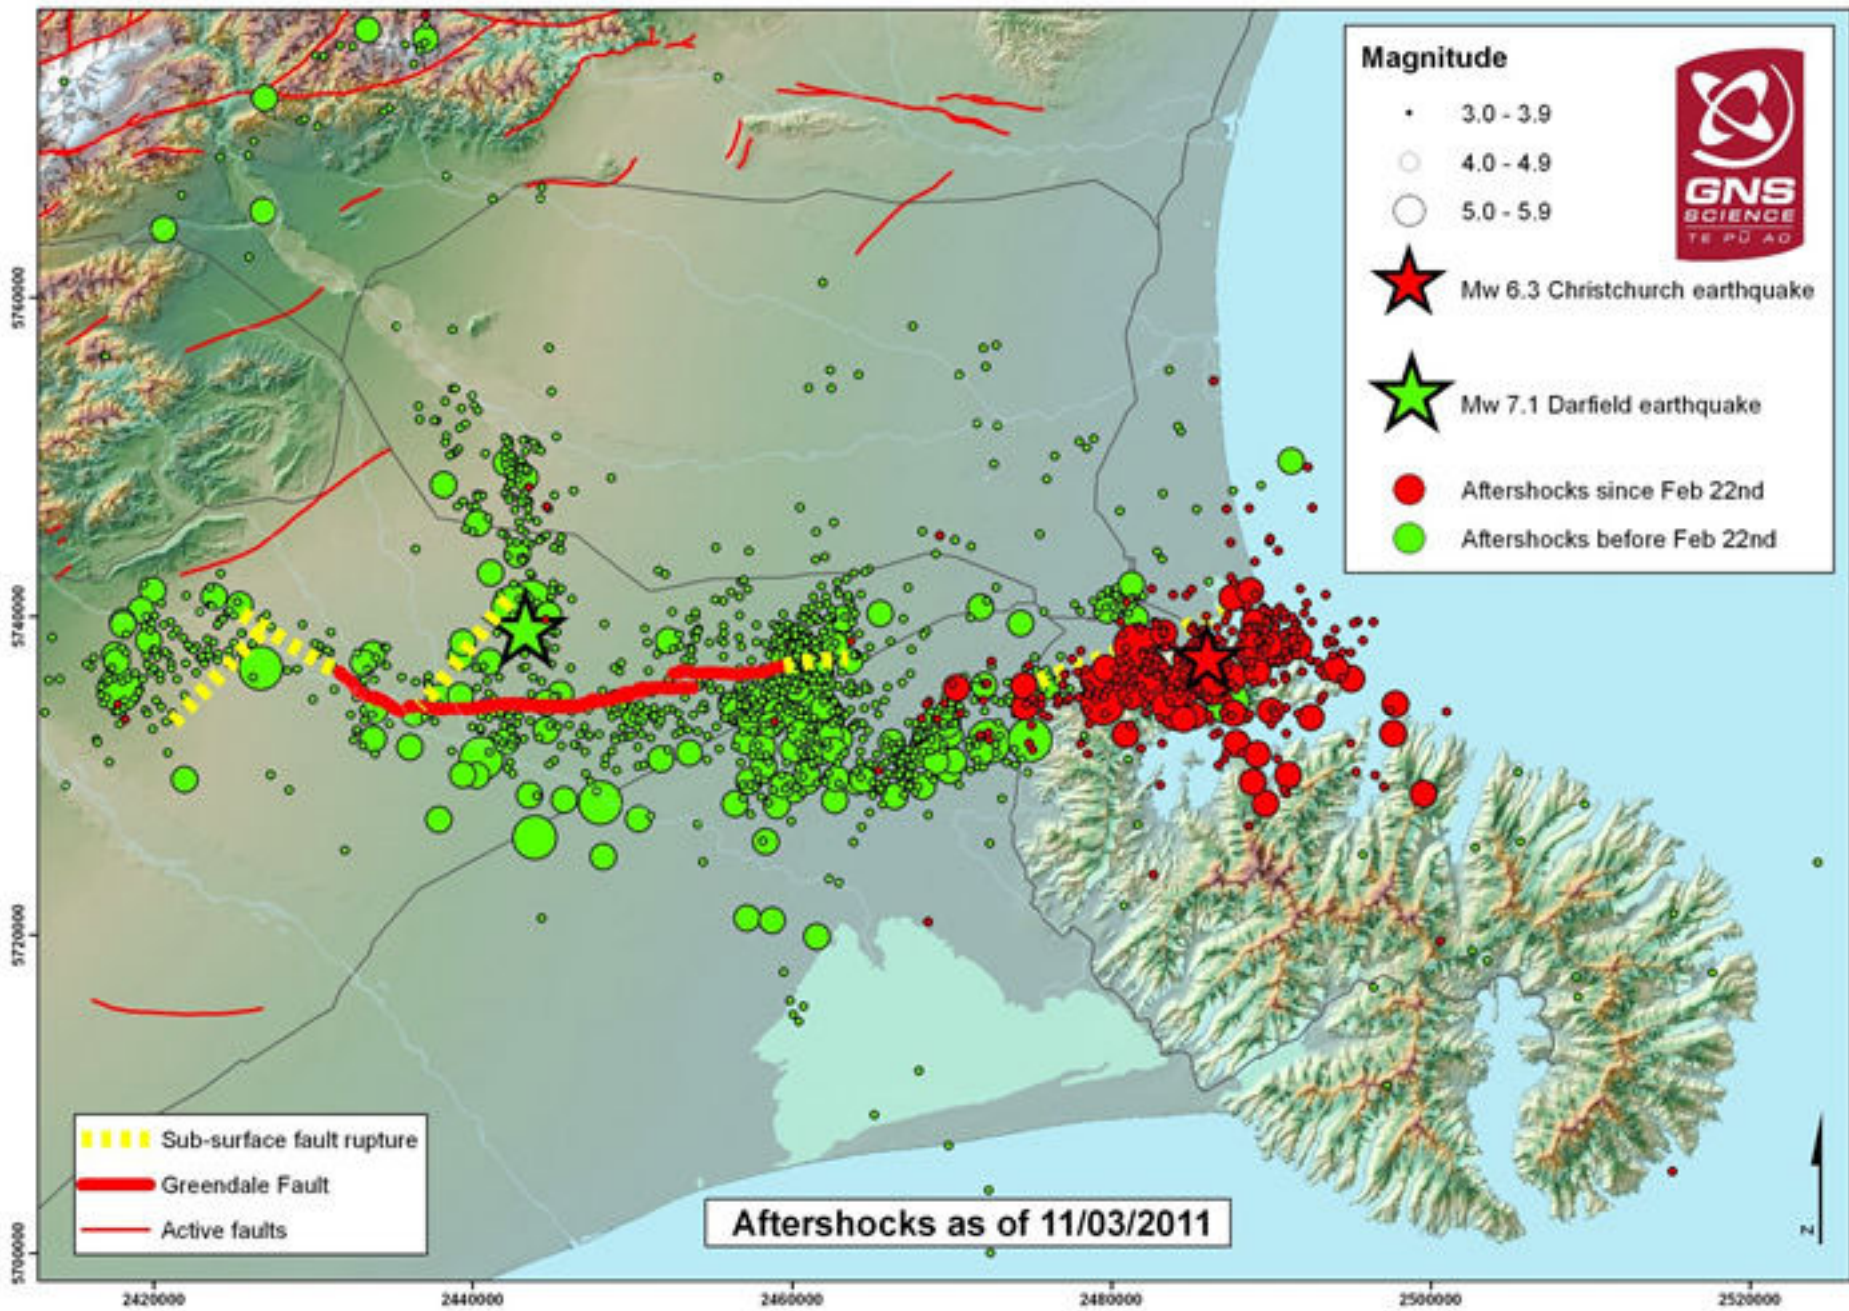 Magnitude
3.0 - 3.9
4.0 - 4.9
5.0 - 5.9
GNS
SCIENCE
TE PŪ AO
Mw 6.3 Christchurch earthquake
Mw 7.1 Darfield earthquake
Aftershocks since Feb 22nd
Aftershocks before Feb 22nd
5760000
5740000
5720000
5700000
Sub-surface fault rupture
Greendale Fault
Active faults
Aftershocks as of 11/03/2011
N
2420000
2440000
2460000
2480000
2500000
2520000